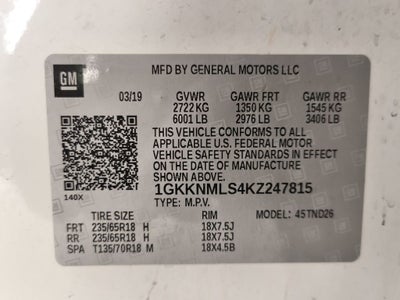 GM
MFD BY GENERAL MOTORS LLC
03/19 GVWR GAWR FRT GAWR RR
2722 KG 1350 KG 1545 KG
6001 LB 2976 LB 3406 LB
THIS VEHICLE CONFORMS TO ALL
APPLICABLE U.S. FEDERAL MOTOR
VEHICLE SAFETY STANDARDS IN EFFECT
ON THE DATE OF MANUFACTURE
SHOWN ABOVE.
1GKKNMLS4KZ247815
140X TYPE: M.P.V.
TIRE SIZE RIM MODEL: 4STND26
FRT 235/65R18 H 18X7.5J
RR 235/65R18 H 18X7.5J
SPA T135/70R18 M 18X4.5B